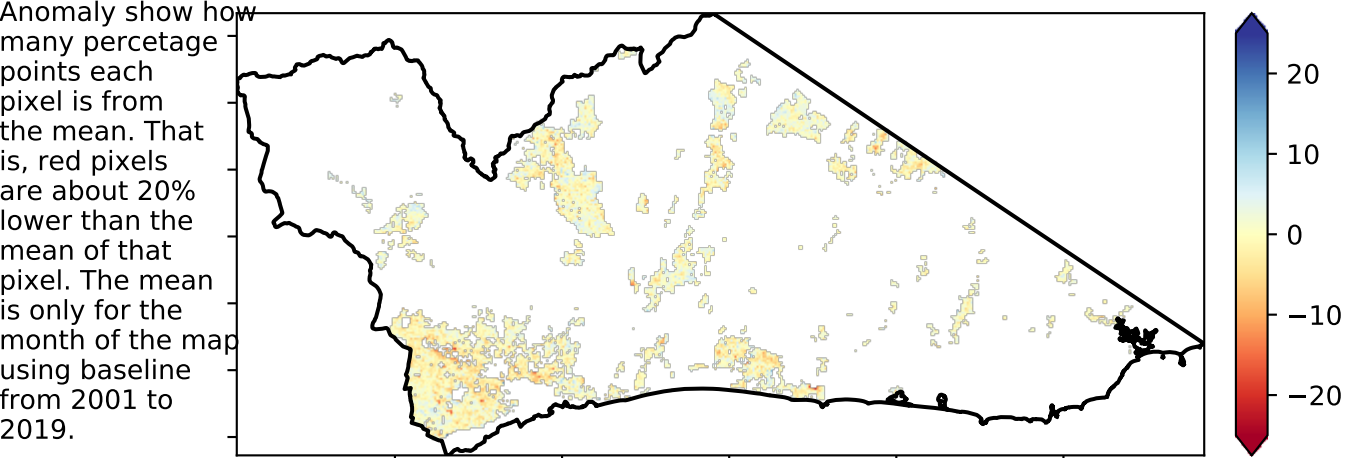 Anomaly show how
many percetage
points each
pixel is from
the mean. That
is, red pixels
are about 20%
lower than the
mean of that
pixel. The mean
is only for the
month of the map
using baseline
from 2001 to
2019.
20
10
0
−10
−20